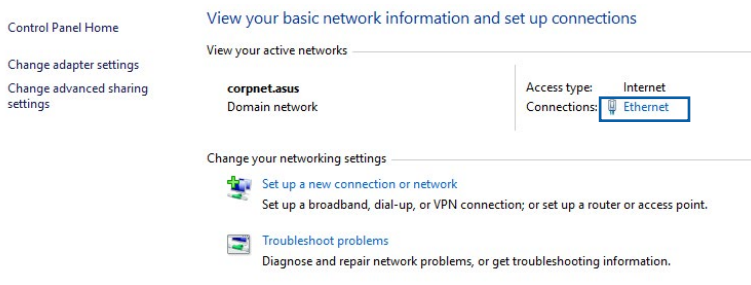 Control Panel Home
Change adapter settings
Change advanced sharing
settings
View your basic network information and set up connections
View your active networks
corpnet.asus
Domain network
Access type: Internet
Connections: Ethernet
Change your networking settings
Set up a new connection or network
Set up a broadband, dial-up, or VPN connection; or set up a router or access point.
Troubleshoot problems
Diagnose and repair network problems, or get troubleshooting information.